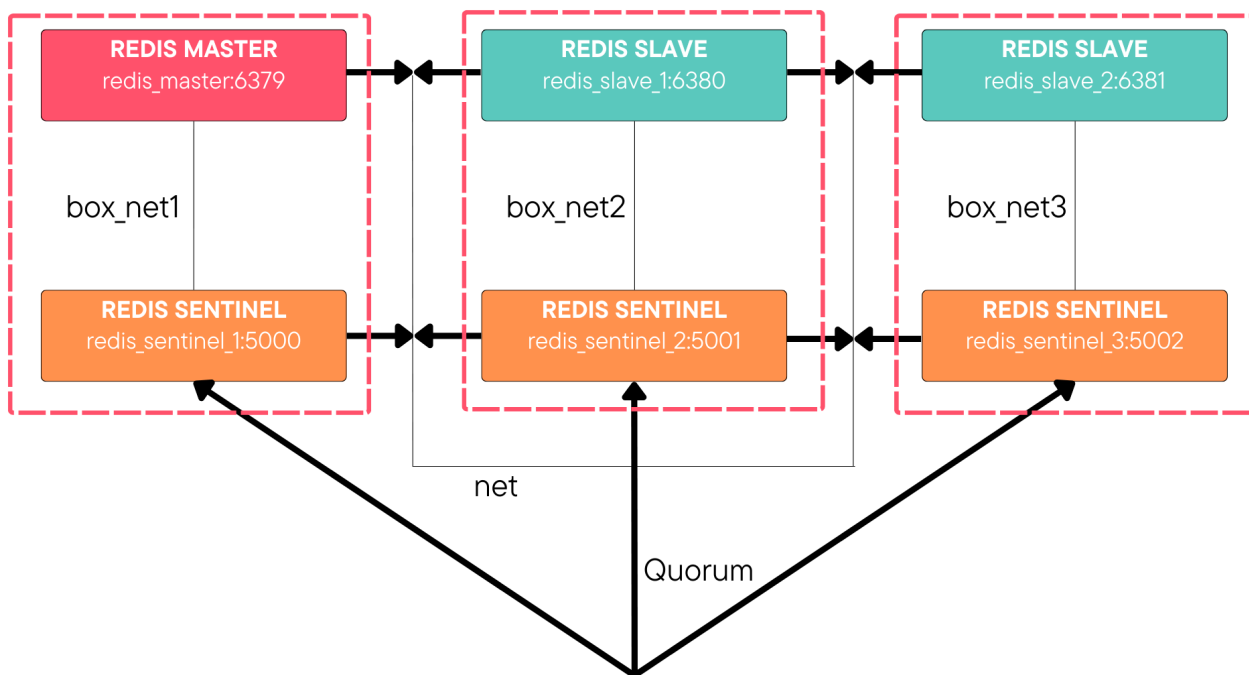 REDIS MASTER
redis_master:6379
REDIS SLAVE
redis_slave_1:6380
REDIS SLAVE
redis_slave_2:6381
box_net1
box_net2
box_net3
REDIS SENTINEL
redis_sentinel_1:5000
REDIS SENTINEL
redis_sentinel_2:5001
REDIS SENTINEL
redis_sentinel_3:5002
net
Quorum